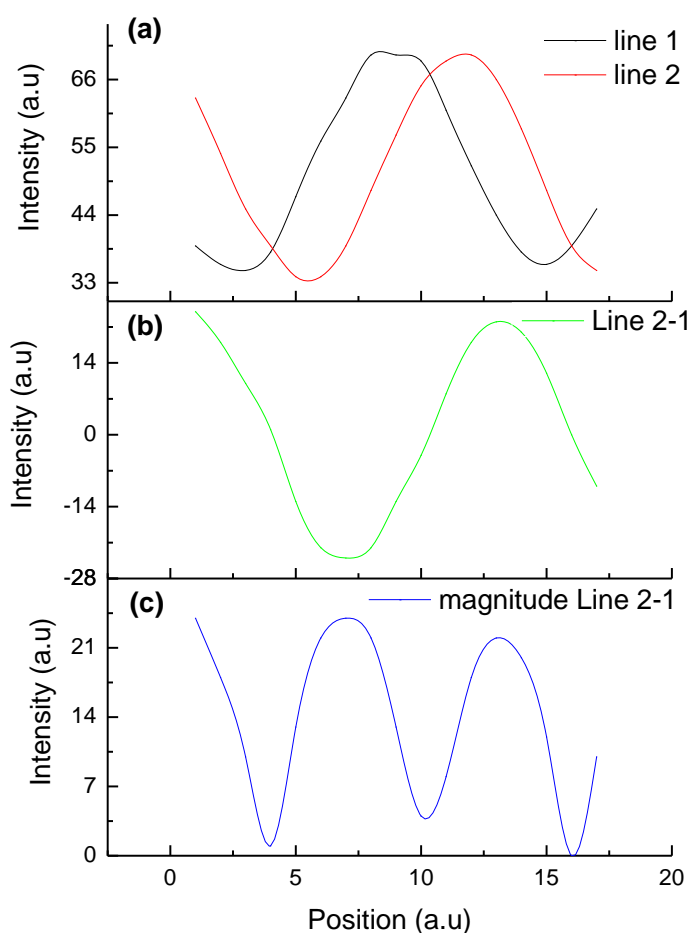 (a)
line 1
line 2
Intensity (a.u)
66
55
44
33
(b)
Line 2-1
Intensity (a.u)
14
0
-14
-28
(c)
magnitude Line 2-1
Intensity (a.u)
21
14
7
0
0 5 10 15 20
Position (a.u)